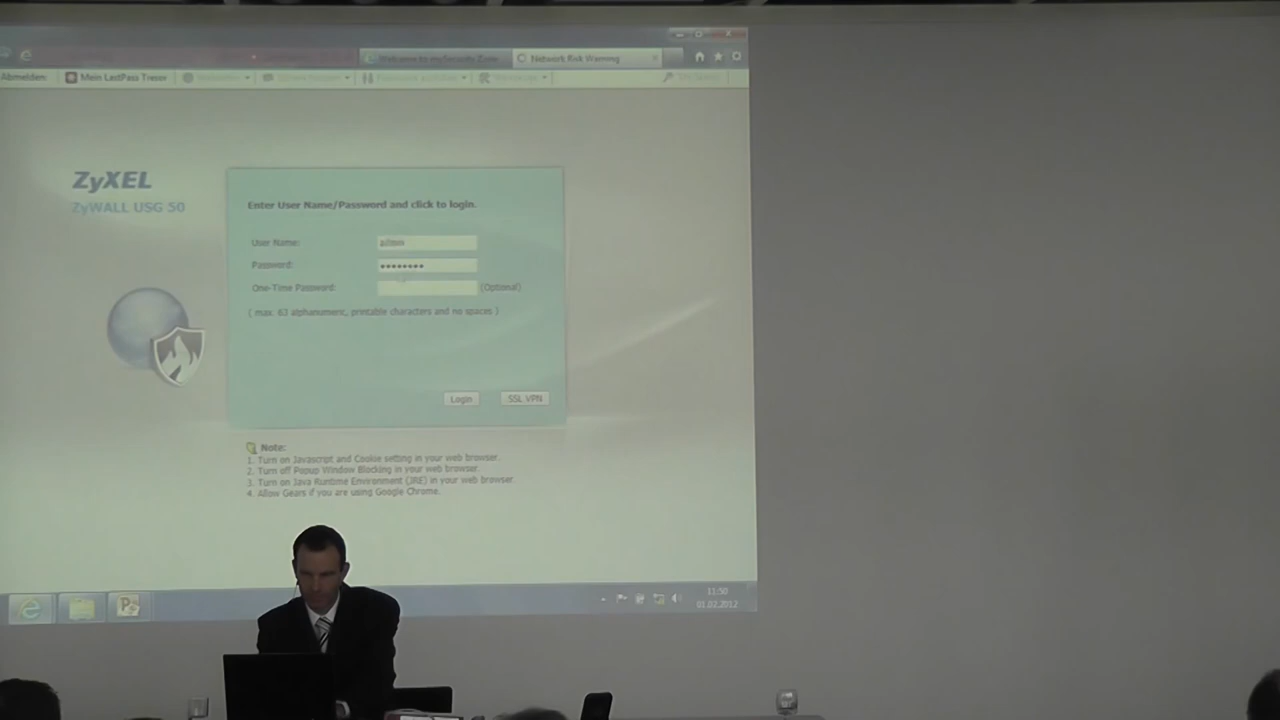 Welcome to mySecurity Zone
Network Risk Warning
Abmelden:
Mein LastPass Tresor
ZyXEL
ZyWALL USG 50
Enter User Name/Password and click to login.
User Name:
admin
Password:
••••••••
One-Time Password:
(Optional)
( max. 63 alphanumeric, printable characters and no spaces )
Login
SSL VPN
Note:
1. Turn on Javascript and Cookie setting in your web browser.
2. Turn off Popup Window Blocking in your web browser.
3. Turn on Java Runtime Environment (JRE) in your web browser.
4. Allow Gears if you are using Google Chrome.
11:50
01.02.2012